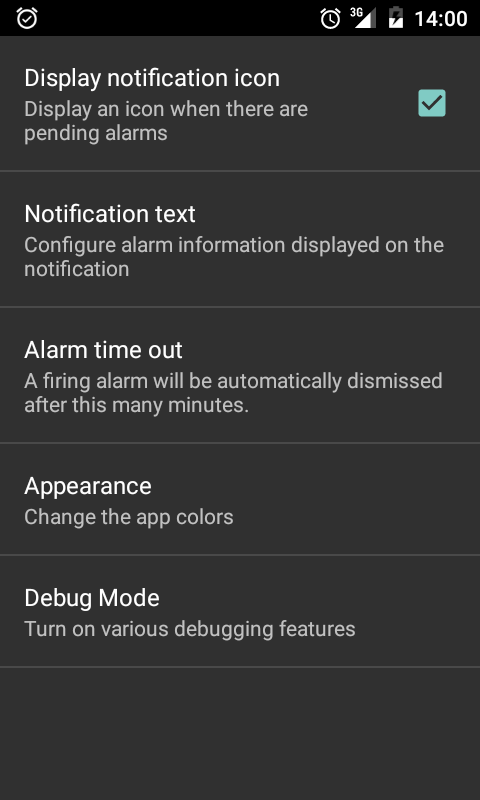 3G 14:00
Display notification icon
Display an icon when there are
pending alarms
Notification text
Configure alarm information displayed on the
notification
Alarm time out
A firing alarm will be automatically dismissed
after this many minutes.
Appearance
Change the app colors
Debug Mode
Turn on various debugging features